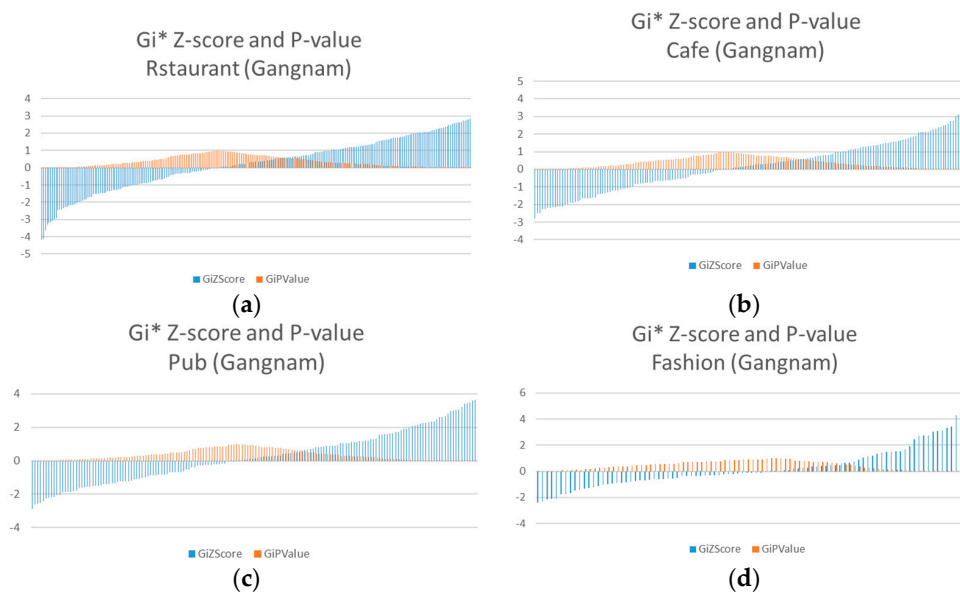 Gi* Z-score and P-value
Rstaurant (Gangnam)
4
3
2
1
0
-1
-2
-3
-4
-5
GiZScore GiPValue
(a)
Gi* Z-score and P-value
Cafe (Gangnam)
5
4
3
2
1
0
-1
-2
-3
-4
GiZScore GiPValue
(b)
Gi* Z-score and P-value
Pub (Gangnam)
4
2
0
-2
-4
GiZScore GiPValue
(c)
Gi* Z-score and P-value
Fashion (Gangnam)
6
4
2
0
-2
-4
GiZScore GiPValue
(d)